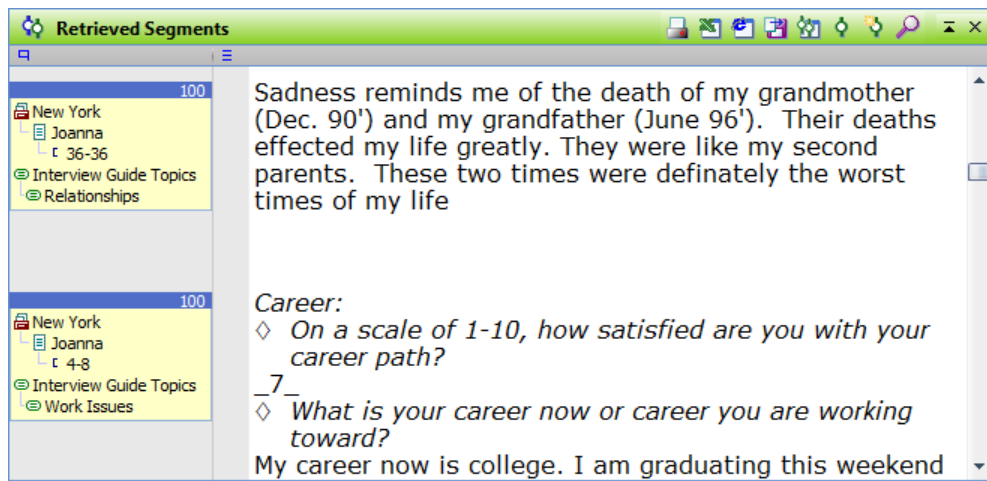 Retrieved Segments
100
New York
Joanna
36-36
Interview Guide Topics
Relationships
Sadness reminds me of the death of my grandmother
(Dec. 90') and my grandfather (June 96').  Their deaths
effected my life greatly. They were like my second
parents.  These two times were definately the worst
times of my life
100
New York
Joanna
4-8
Interview Guide Topics
Work Issues
Career:
◊ On a scale of 1-10, how satisfied are you with your
career path?
_7_
◊ What is your career now or career you are working
toward?
My career now is college. I am graduating this weekend